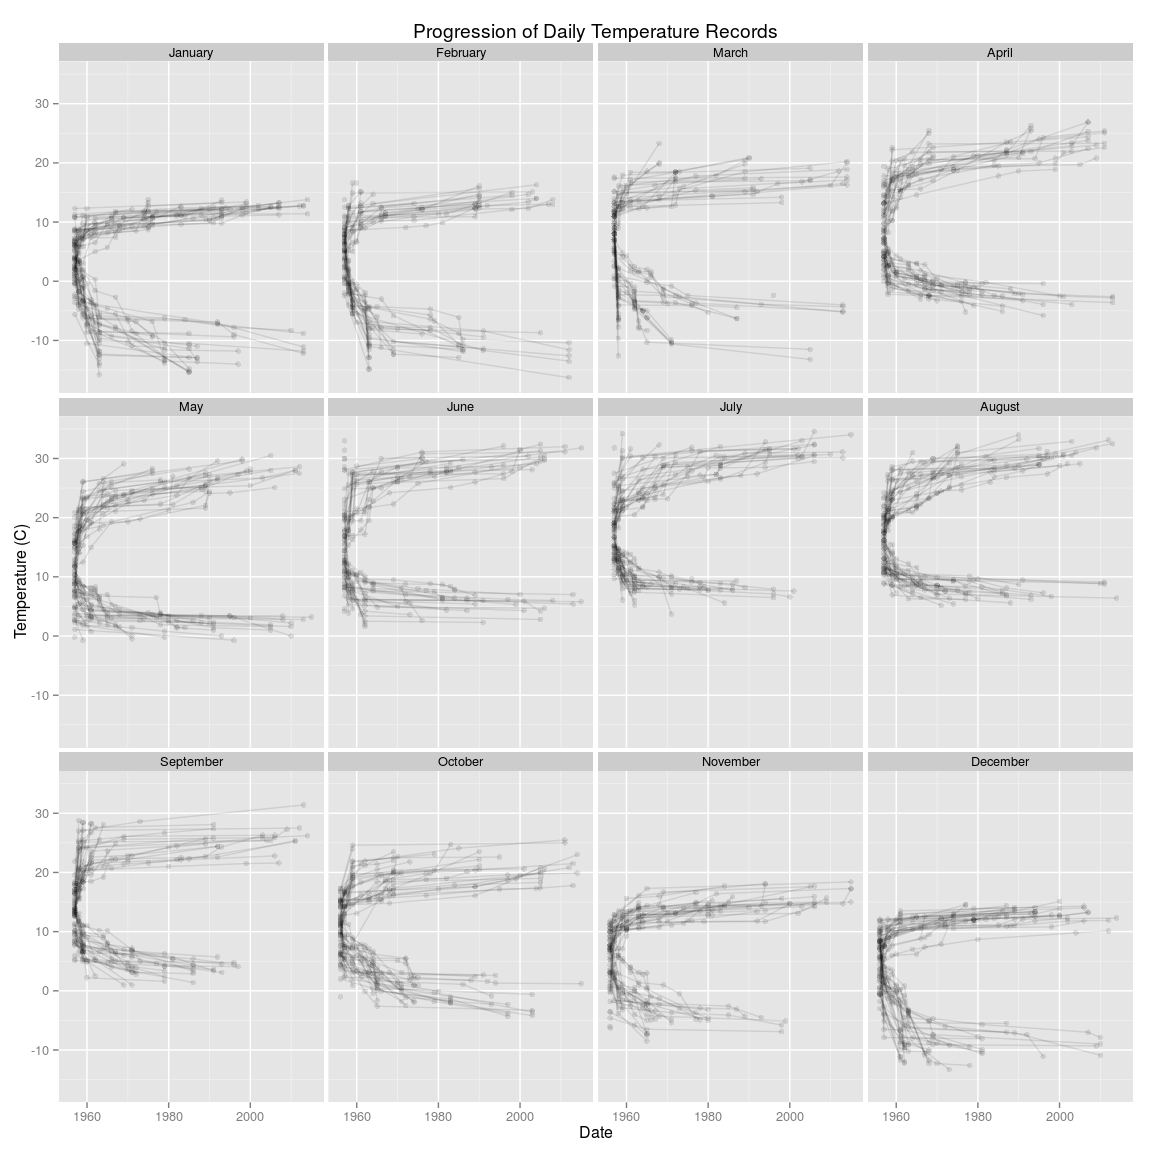 Progression of Daily Temperature Records
January February March April
30
20
10
0
-10
May June July August
30
20
10
0
-10
Temperature (C)
September October November December
30
20
10
0
-10
1960 1980 2000 1960 1980 2000 1960 1980 2000 1960 1980 2000
Date